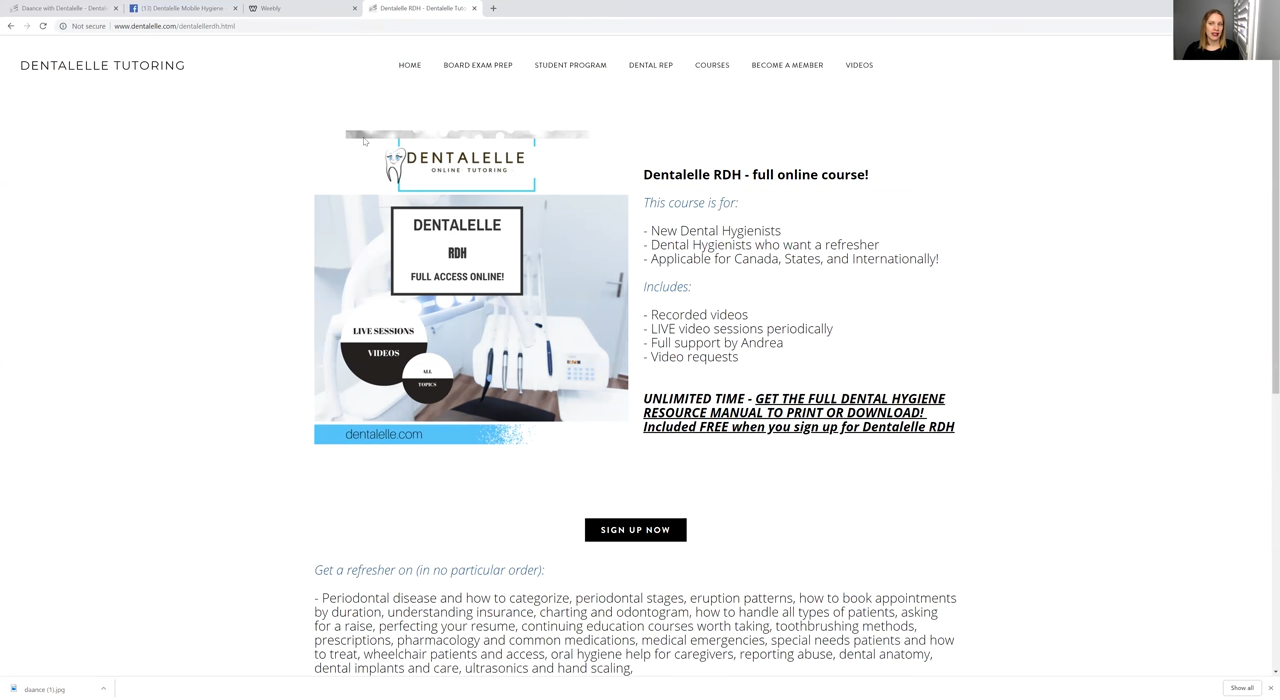 Daance with Dentalelle - Dental
(13) Dentalelle Mobile Hygiene
Weebly
Dentalelle RDH - Dentalelle Tuto
Not secure
www.dentalelle.com/dentalellerdh.html
DENTALELLE TUTORING
HOME
BOARD EXAM PREP
STUDENT PROGRAM
DENTAL REP
COURSES
BECOME A MEMBER
VIDEOS
DENTALELLE
ONLINE TUTORING
DENTALELLE
RDH
FULL ACCESS ONLINE!
LIVE SESSIONS
VIDEOS
ALL
TOPICS
dentalelle.com
Dentalelle RDH - full online course!
This course is for:
- New Dental Hygienists
- Dental Hygienists who want a refresher
- Applicable for Canada, States, and Internationally!
Includes:
- Recorded videos
- LIVE video sessions periodically
- Full support by Andrea
- Video requests
UNLIMITED TIME - GET THE FULL DENTAL HYGIENE
RESOURCE MANUAL TO PRINT OR DOWNLOAD!
Included FREE when you sign up for Dentalelle RDH
SIGN UP NOW
Get a refresher on (in no particular order):
- Periodontal disease and how to categorize, periodontal stages, eruption patterns, how to book appointments
by duration, understanding insurance, charting and odontogram, how to handle all types of patients, asking
for a raise, perfecting your resume, continuing education courses worth taking, toothbrushing methods,
prescriptions, pharmacology and common medications, medical emergencies, special needs patients and how
to treat, wheelchair patients and access, oral hygiene help for caregivers, reporting abuse, dental anatomy,
dental implants and care, ultrasonics and hand scaling,
daance (1).jpg
Show all